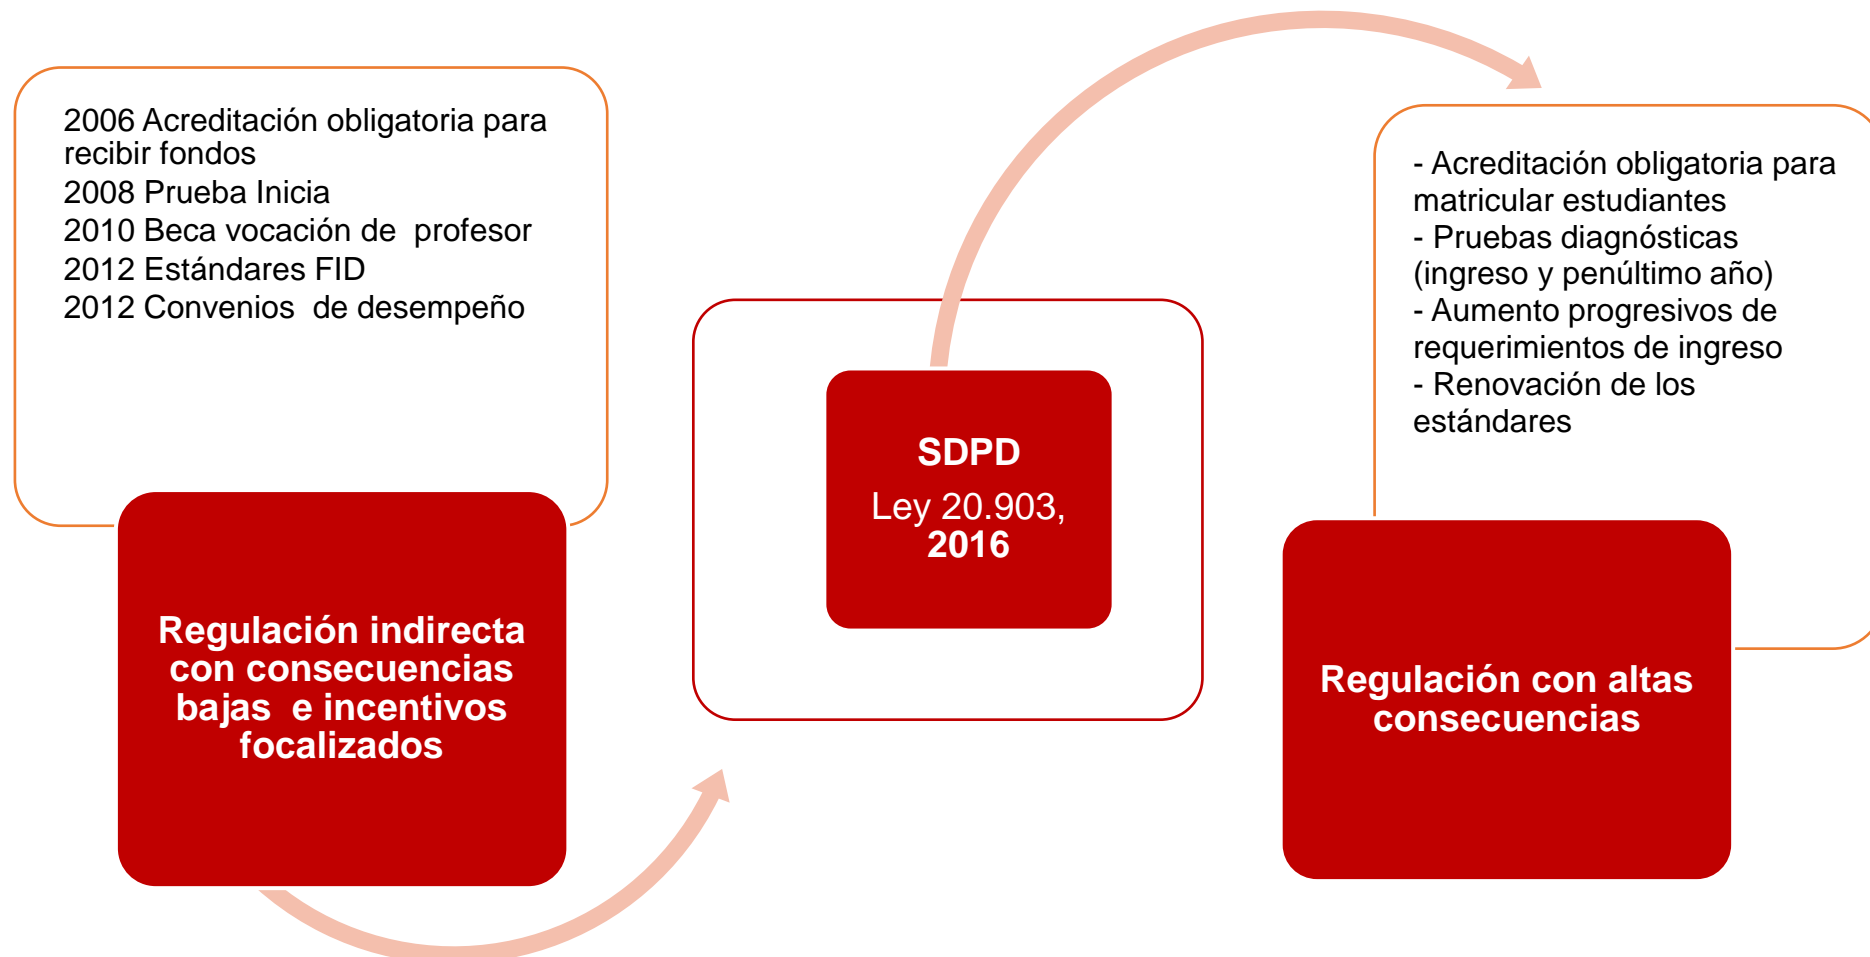 2006 Acreditación obligatoria para
recibir fondos
2008 Prueba Inicia
2010 Beca vocación de  profesor
2012 Estándares FID
2012 Convenios  de desempeño
Regulación indirecta
con consecuencias
bajas  e incentivos
focalizados
SDPD
Ley 20.903,
2016
- Acreditación obligatoria para
matricular estudiantes
- Pruebas diagnósticas
(ingreso y penúltimo año)
- Aumento progresivos de
requerimientos de ingreso
- Renovación de los
estándares
Regulación con altas
consecuencias